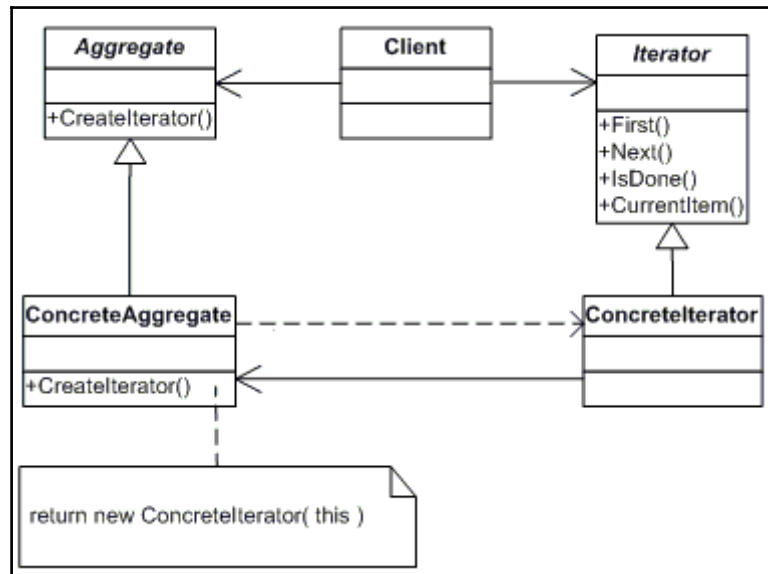 Aggregate
+CreateIterator()
Client
Iterator
+First()
+Next()
+IsDone()
+CurrentItem()
ConcreteAggregate
+CreateIterator()
ConcreteIterator
return new ConcreteIterator( this )